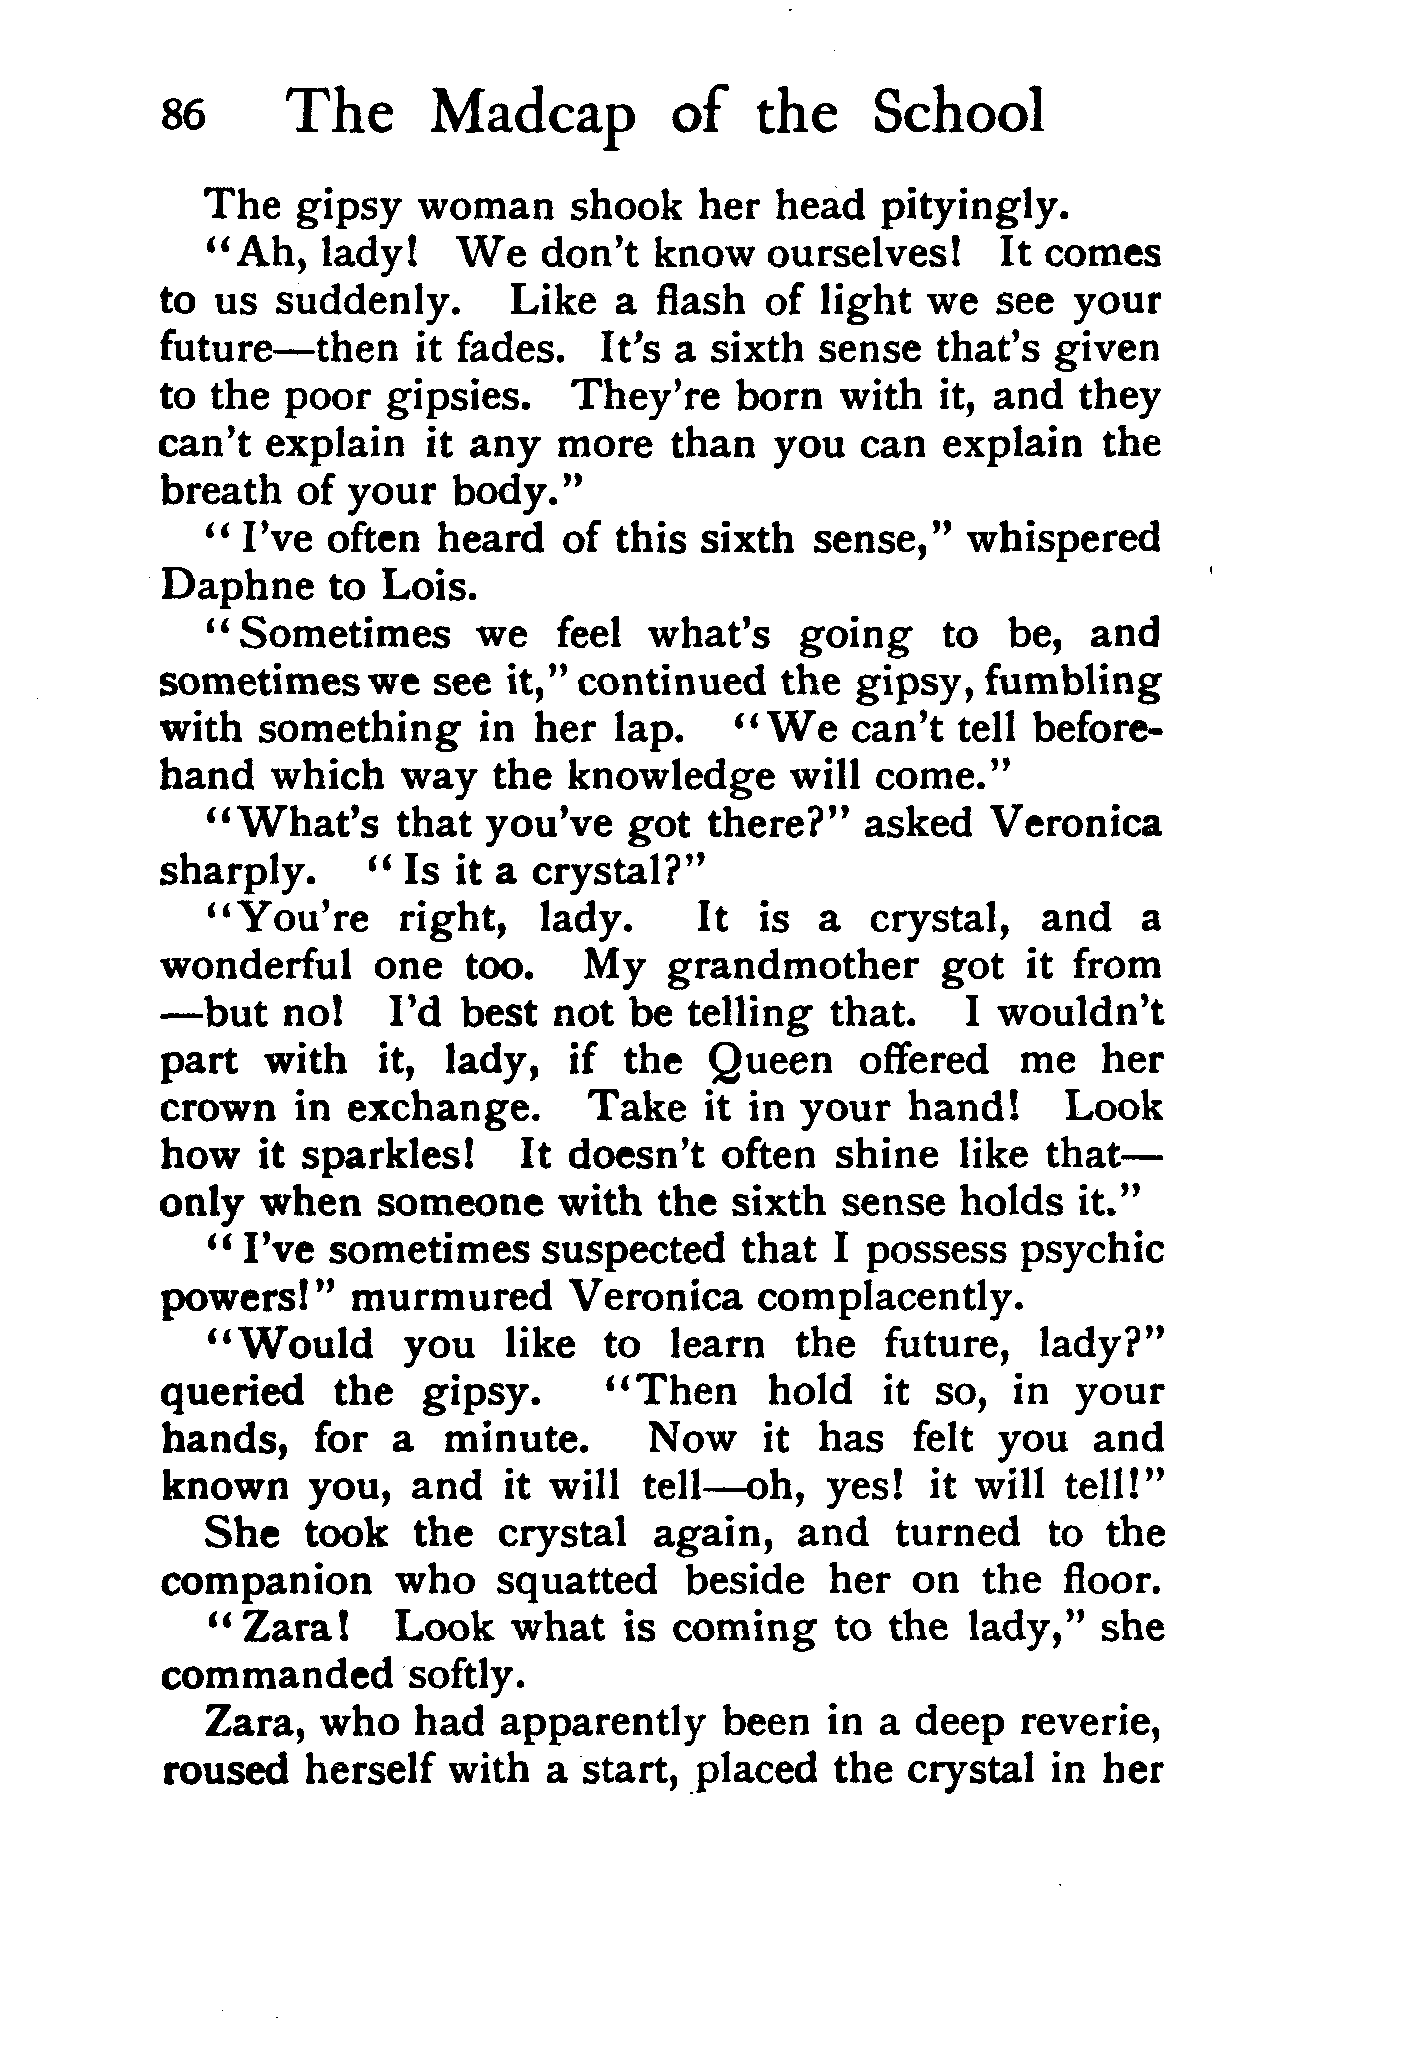 86 The Madcap of the School
The gipsy woman shook her head pityingly.
"Ah, lady! We don't know ourselves! It comes
to us suddenly. Like a flash of light we see your
future—then it fades. It's a sixth sense that's given
to the poor gipsies. They're born with it, and they
can't explain it any more than you can explain the
breath of your body."
"I've often heard of this sixth sense," whispered
Daphne to Lois.
"Sometimes we feel what's going to be, and
sometimes we see it," continued the gipsy, fumbling
with something in her lap. "We can't tell before-
hand which way the knowledge will come."
"What's that you've got there?" asked Veronica
sharply. "Is it a crystal?"
"You're right, lady. It is a crystal, and a
wonderful one too. My grandmother got it from
—but no! I'd best not be telling that. I wouldn't
part with it, lady, if the Queen offered me her
crown in exchange. Take it in your hand! Look
how it sparkles! It doesn't often shine like that—
only when someone with the sixth sense holds it."
"I've sometimes suspected that I possess psychic
powers!" murmured Veronica complacently.
"Would you like to learn the future, lady?"
queried the gipsy. "Then hold it so, in your
hands, for a minute. Now it has felt you and
known you, and it will tell—oh, yes! it will tell!"
She took the crystal again, and turned to the
companion who squatted beside her on the floor.
"Zara! Look what is coming to the lady," she
commanded softly.
Zara, who had apparently been in a deep reverie,
roused herself with a start, placed the crystal in her